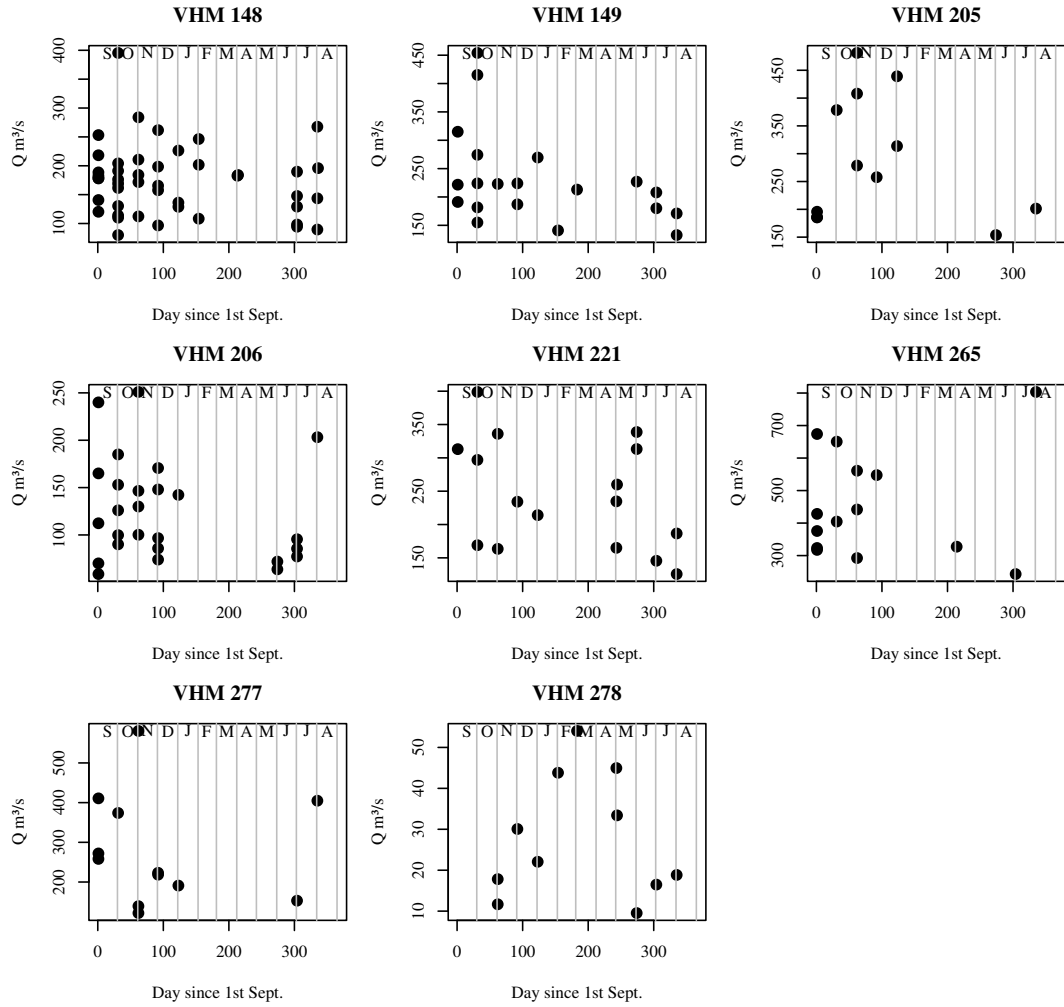 VHM 148
VHM 149
VHM 205
S O N D J F M A M J J A
S O N D J F M A M J J A
S O N D J F M A M J J A
Q m³/s
100 200 300 400
Q m³/s
150 250 350 450
Q m³/s
150 250 350 450
0 100 200 300
0 100 200 300
0 100 200 300
Day since 1st Sept.
Day since 1st Sept.
Day since 1st Sept.
VHM 206
VHM 221
VHM 265
S O N D J F M A M J J A
S O N D J F M A M J J A
S O N D J F M A M J J A
Q m³/s
100 150 200 250
Q m³/s
150 250 350
Q m³/s
300 500 700
0 100 200 300
0 100 200 300
0 100 200 300
Day since 1st Sept.
Day since 1st Sept.
Day since 1st Sept.
VHM 277
VHM 278
S O N D J F M A M J J A
S O N D J F M A M J J A
Q m³/s
200 300 400 500
Q m³/s
10 20 30 40 50
0 100 200 300
0 100 200 300
Day since 1st Sept.
Day since 1st Sept.